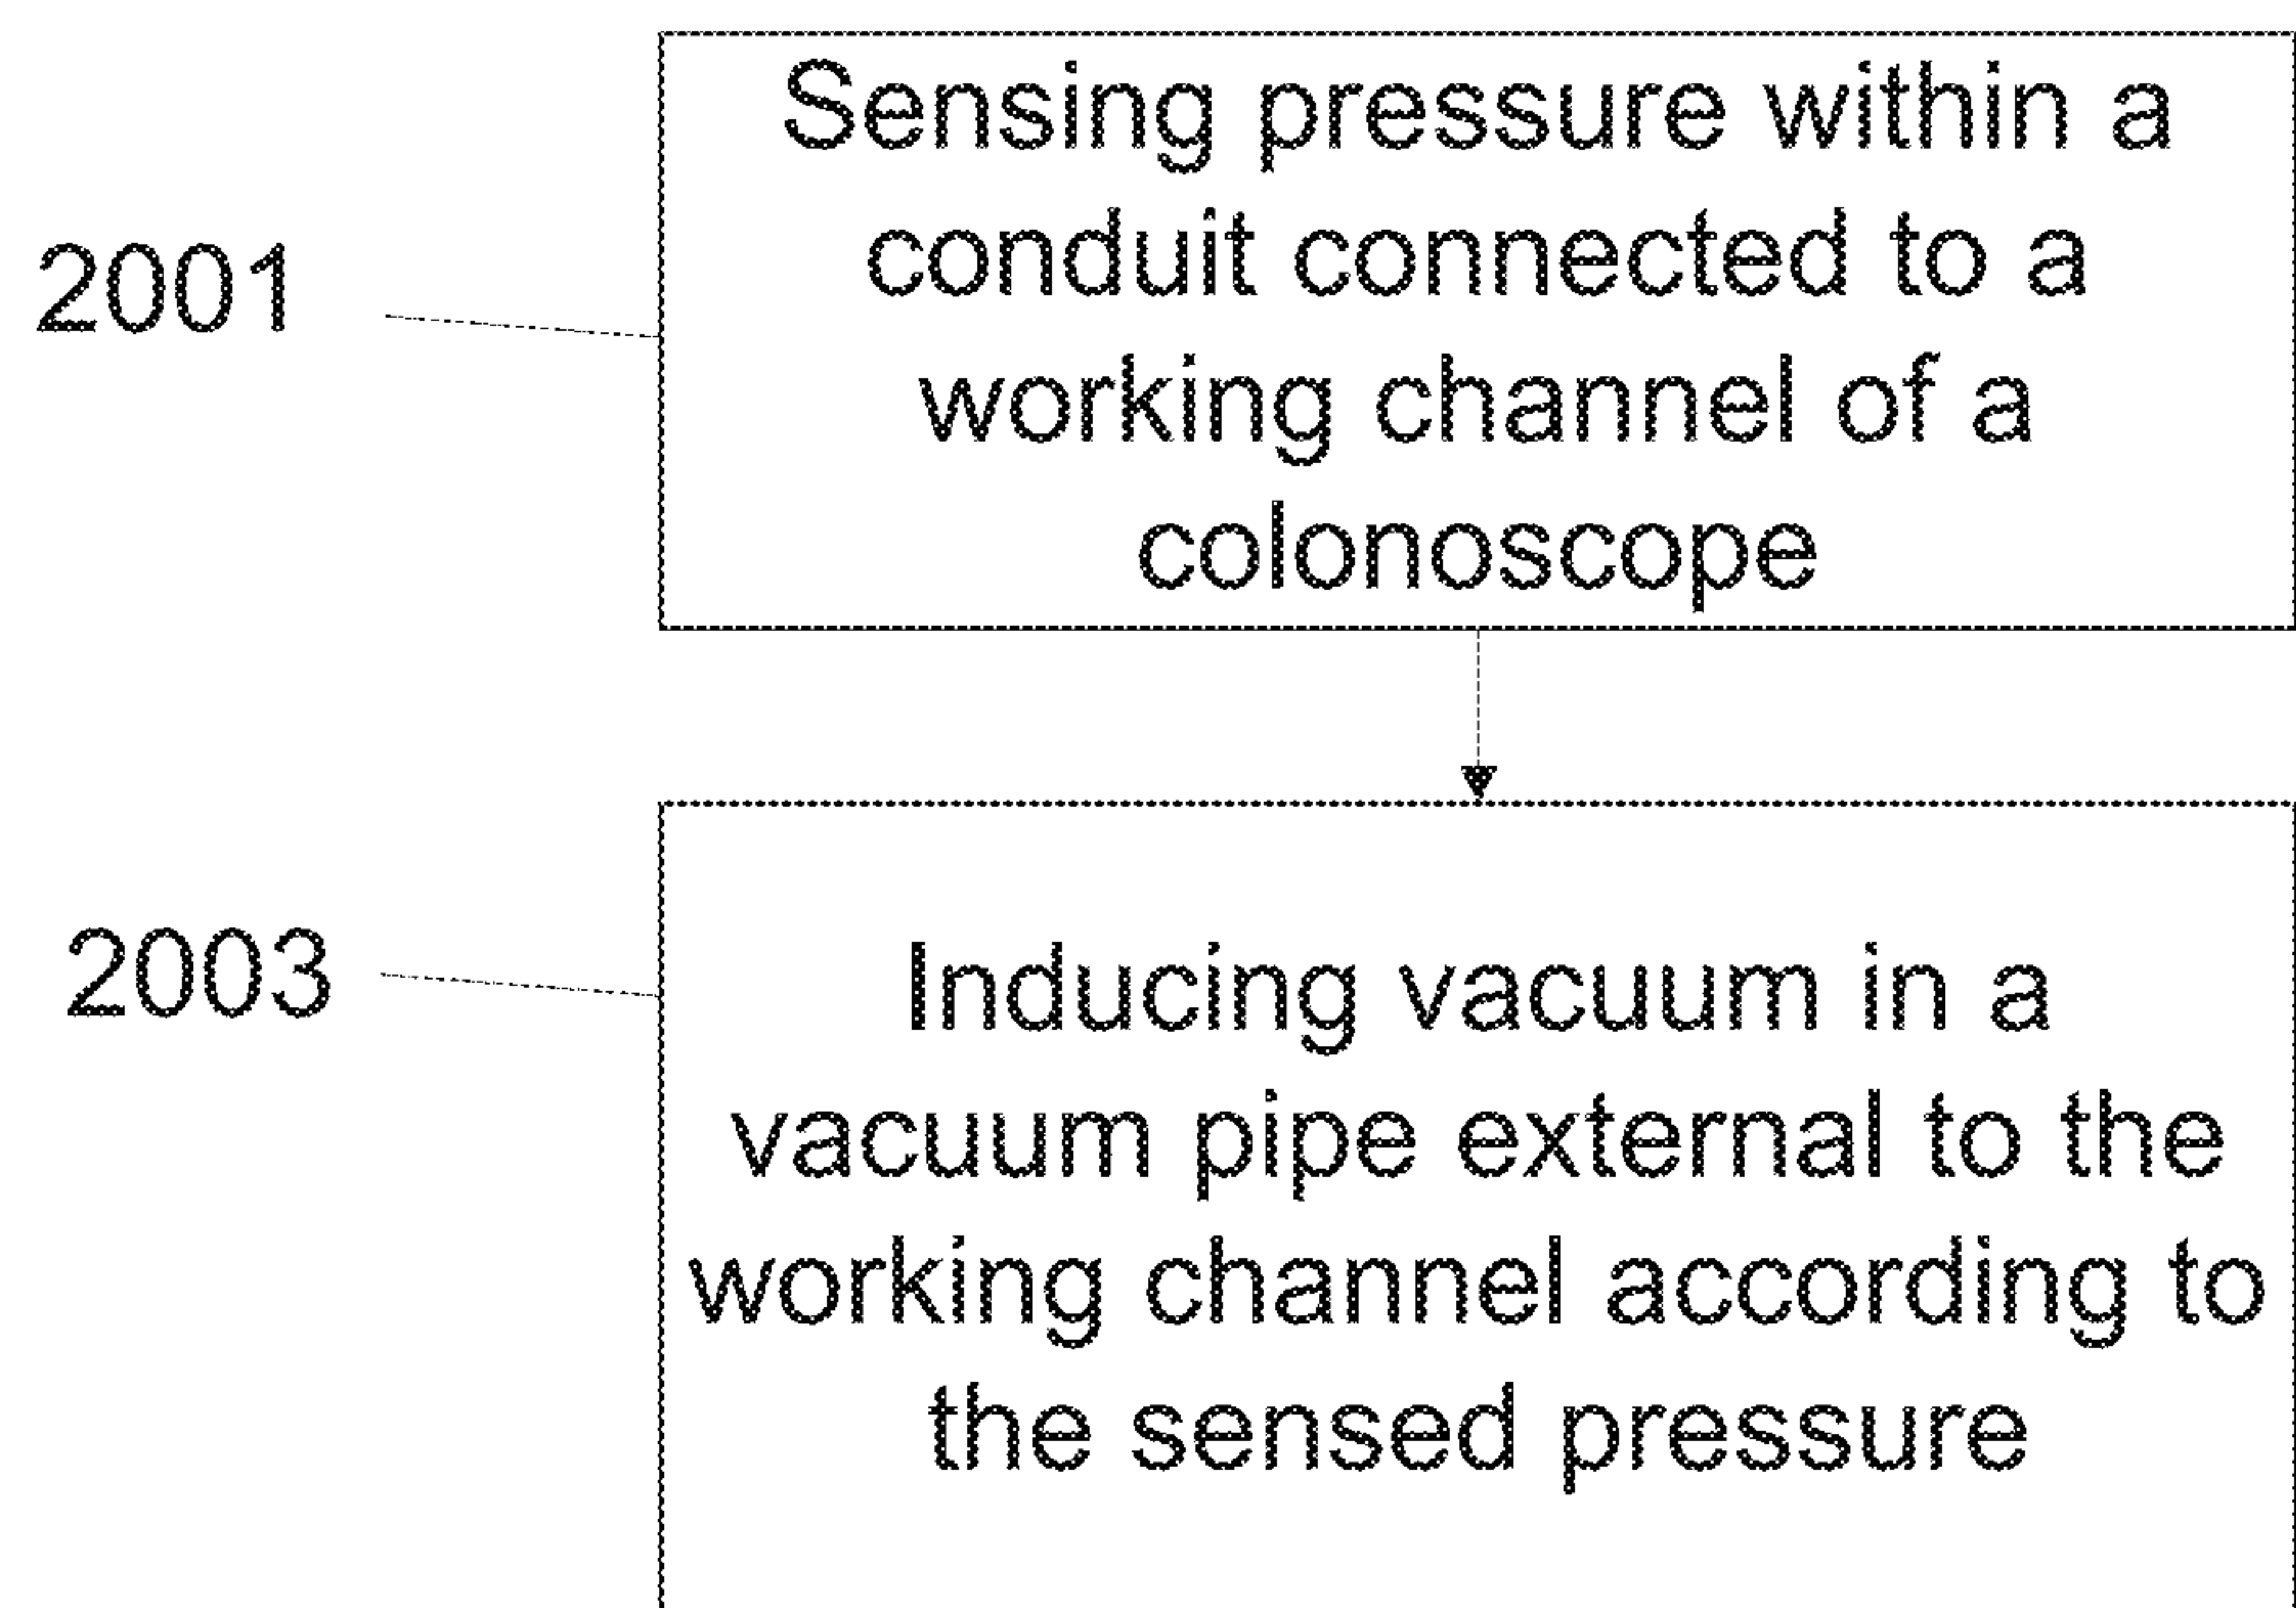 2001
Sensing pressure within a
conduit connected to a
working channel of a
colonoscope
2003
Inducing vacuum in a
vacuum pipe external to the
working channel according to
the sensed pressure